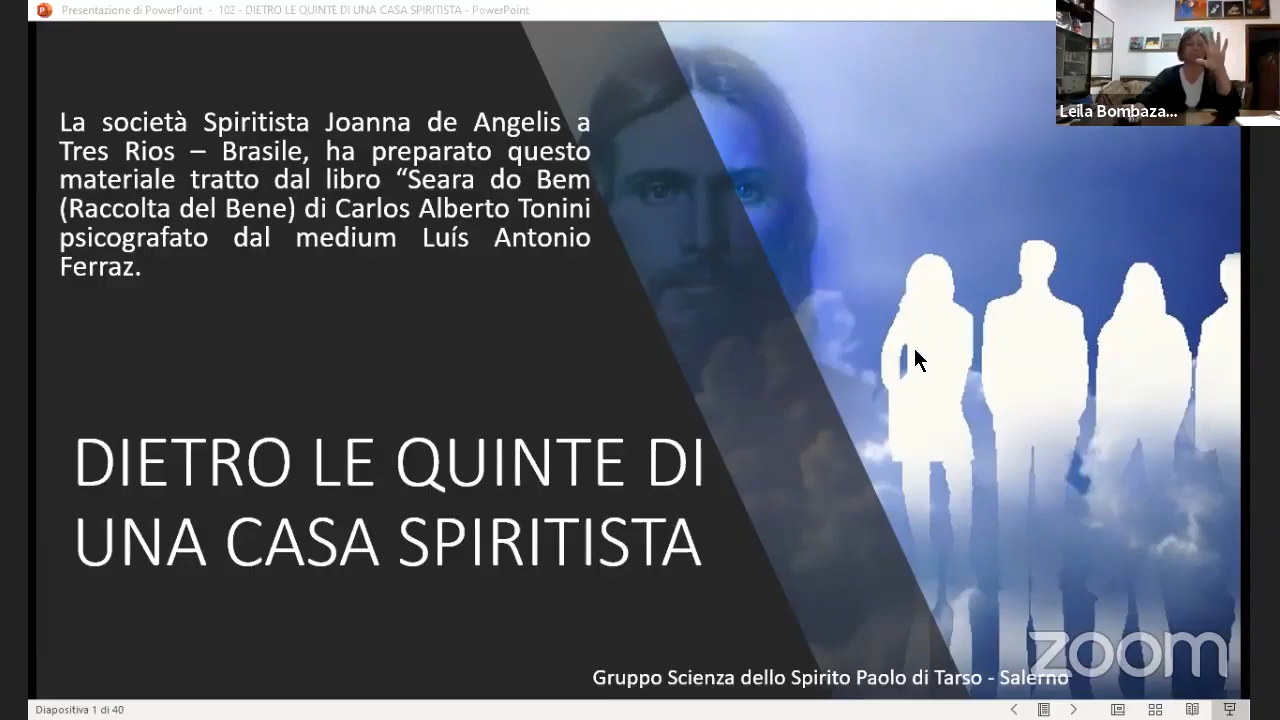 Presentazione di PowerPoint - 102 - DIETRO LE QUINTE DI UNA CASA SPIRITISTA - PowerPoint
Leila Bombaza...
La società Spiritista Joanna de Angelis a
Tres Rios – Brasile, ha preparato questo
materiale tratto dal libro “Seara do Bem
(Raccolta del Bene) di Carlos Alberto Tonini
psicografato dal medium Luís Antonio
Ferraz.
DIETRO LE QUINTE DI
UNA CASA SPIRITISTA
zoom
Gruppo Scienza dello Spirito Paolo di Tarso - Salerno
Diapositiva 1 di 40